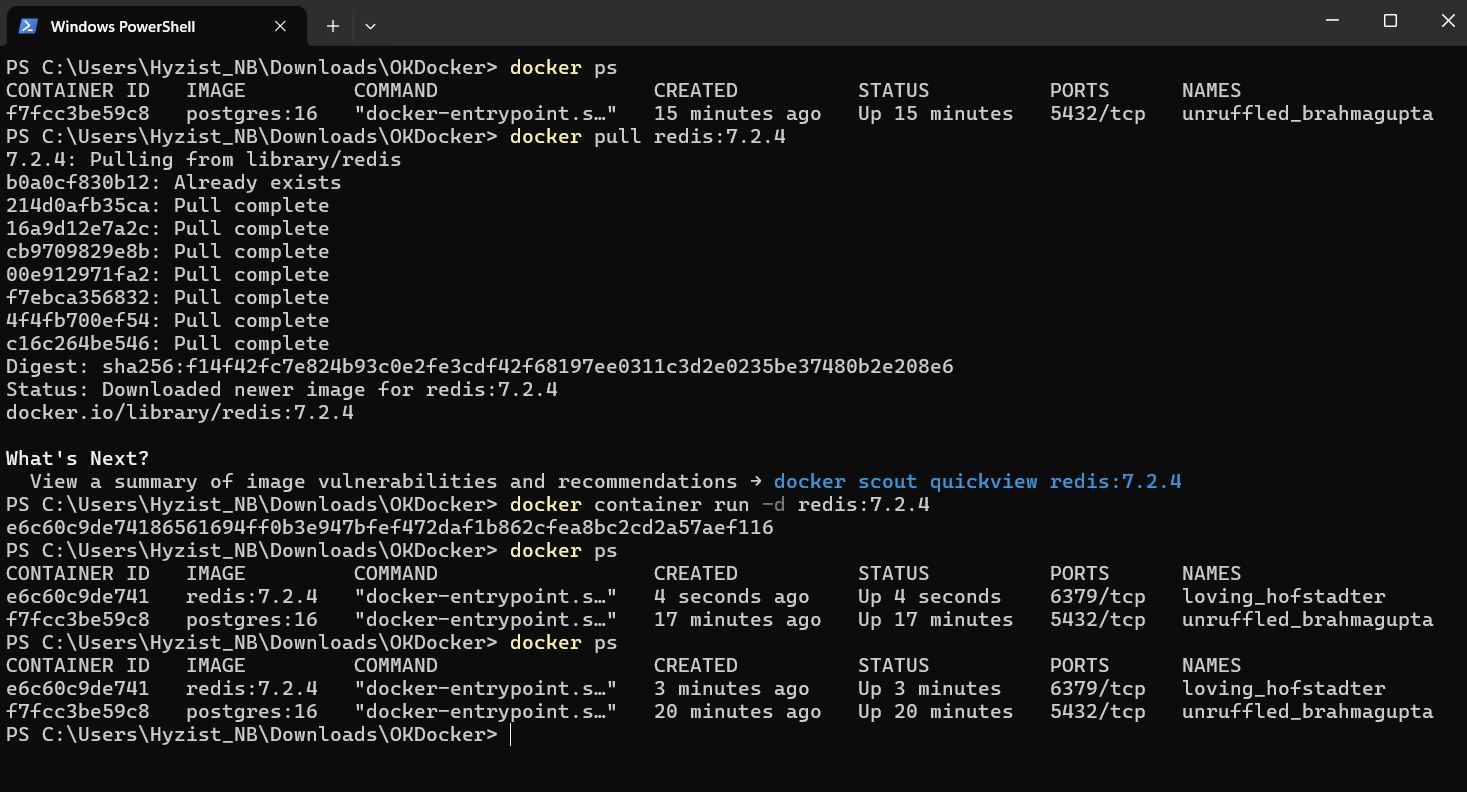 Windows PowerShell
PS C:\Users\Hyzist_NB\Downloads\OKDocker> docker ps
CONTAINER ID   IMAGE         COMMAND                  CREATED          STATUS          PORTS      NAMES
f7fcc3be59c8   postgres:16   "docker-entrypoint.s…"   15 minutes ago   Up 15 minutes   5432/tcp   unruffled_brahmagupta
PS C:\Users\Hyzist_NB\Downloads\OKDocker> docker pull redis:7.2.4
7.2.4: Pulling from library/redis
b0a0cf830b12: Already exists
214d0afb35ca: Pull complete
16a9d12e7a2c: Pull complete
cb9709829e8b: Pull complete
00e912971fa2: Pull complete
f7ebca356832: Pull complete
4f4fb700ef54: Pull complete
c16c264be546: Pull complete
Digest: sha256:f14f42fc7e824b93c0e2fe3cdf42f68197ee0311c3d2e0235be37480b2e208e6
Status: Downloaded newer image for redis:7.2.4
docker.io/library/redis:7.2.4
What's Next?
  View a summary of image vulnerabilities and recommendations → docker scout quickview redis:7.2.4
PS C:\Users\Hyzist_NB\Downloads\OKDocker> docker container run -d redis:7.2.4
e6c60c9de74186561694ff0b3e947bfef472daf1b862cfea8bc2cd2a57aef116
PS C:\Users\Hyzist_NB\Downloads\OKDocker> docker ps
CONTAINER ID   IMAGE         COMMAND                  CREATED          STATUS          PORTS      NAMES
e6c60c9de741   redis:7.2.4   "docker-entrypoint.s…"   4 seconds ago    Up 4 seconds    6379/tcp   loving_hofstadter
f7fcc3be59c8   postgres:16   "docker-entrypoint.s…"   17 minutes ago   Up 17 minutes   5432/tcp   unruffled_brahmagupta
PS C:\Users\Hyzist_NB\Downloads\OKDocker> docker ps
CONTAINER ID   IMAGE         COMMAND                  CREATED          STATUS          PORTS      NAMES
e6c60c9de741   redis:7.2.4   "docker-entrypoint.s…"   3 minutes ago    Up 3 minutes    6379/tcp   loving_hofstadter
f7fcc3be59c8   postgres:16   "docker-entrypoint.s…"   20 minutes ago   Up 20 minutes   5432/tcp   unruffled_brahmagupta
PS C:\Users\Hyzist_NB\Downloads\OKDocker>